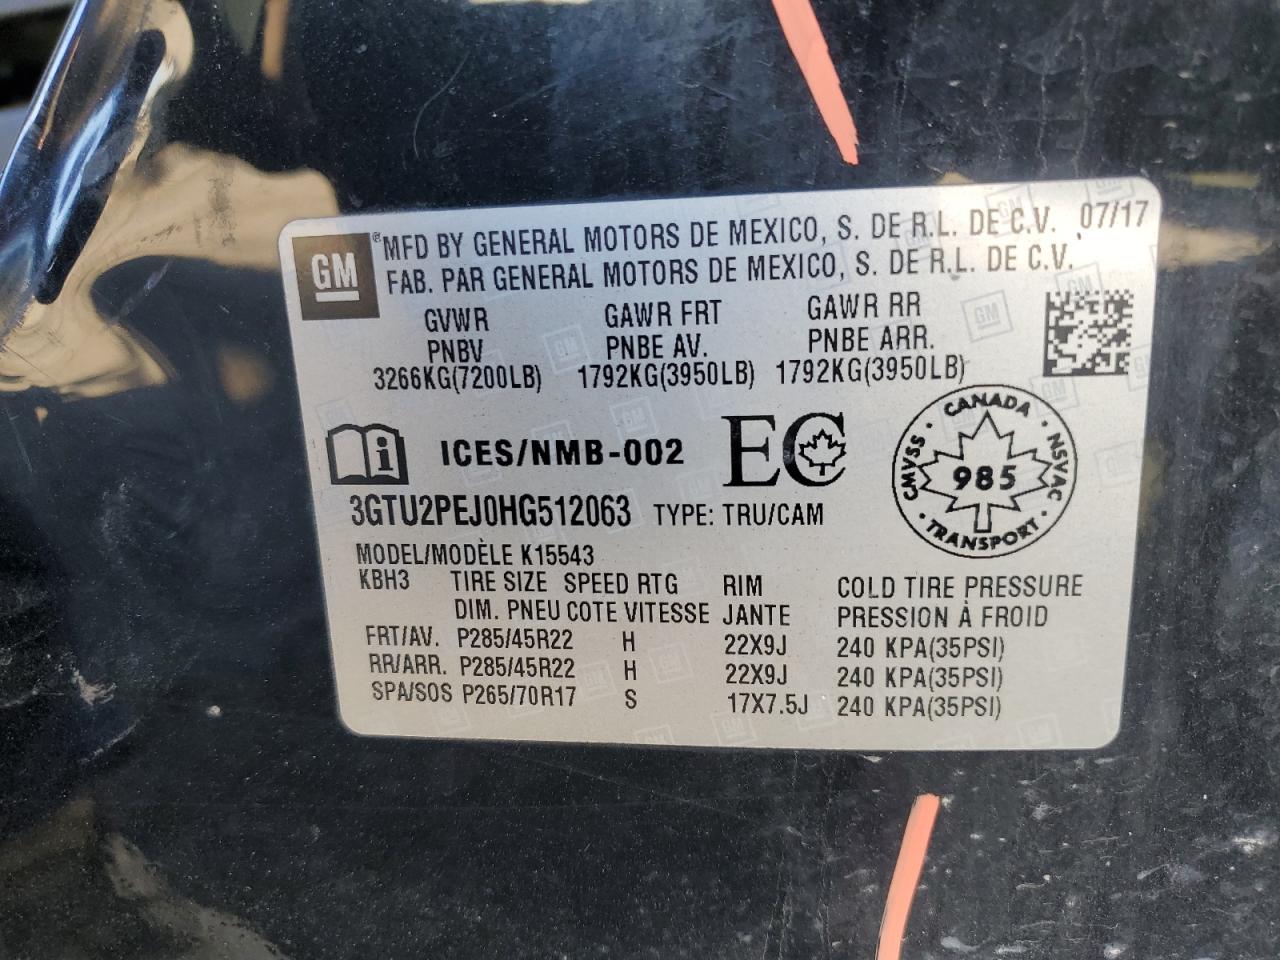 GM ® MFD BY GENERAL MOTORS DE MEXICO, S. DE R.L. DE C.V. 07/17
FAB. PAR GENERAL MOTORS DE MEXICO, S. DE R.L. DE C.V.
GVWR GAWR FRT GAWR RR
PNBV PNBE AV. PNBE ARR.
3266KG(7200LB) 1792KG(3950LB) 1792KG(3950LB)
ICES/NMB-002 EC
CANADA
CMVSS · 985 · NSVAC
TRANSPORT
3GTU2PEJ0HG512063 TYPE: TRU/CAM
MODEL/MODÈLE K15543
KBH3 TIRE SIZE SPEED RTG RIM COLD TIRE PRESSURE
DIM. PNEU COTE VITESSE JANTE PRESSION À FROID
FRT/AV. P285/45R22 H 22X9J 240 KPA(35PSI)
RR/ARR. P285/45R22 H 22X9J 240 KPA(35PSI)
SPA/SOS P265/70R17 S 17X7.5J 240 KPA(35PSI)